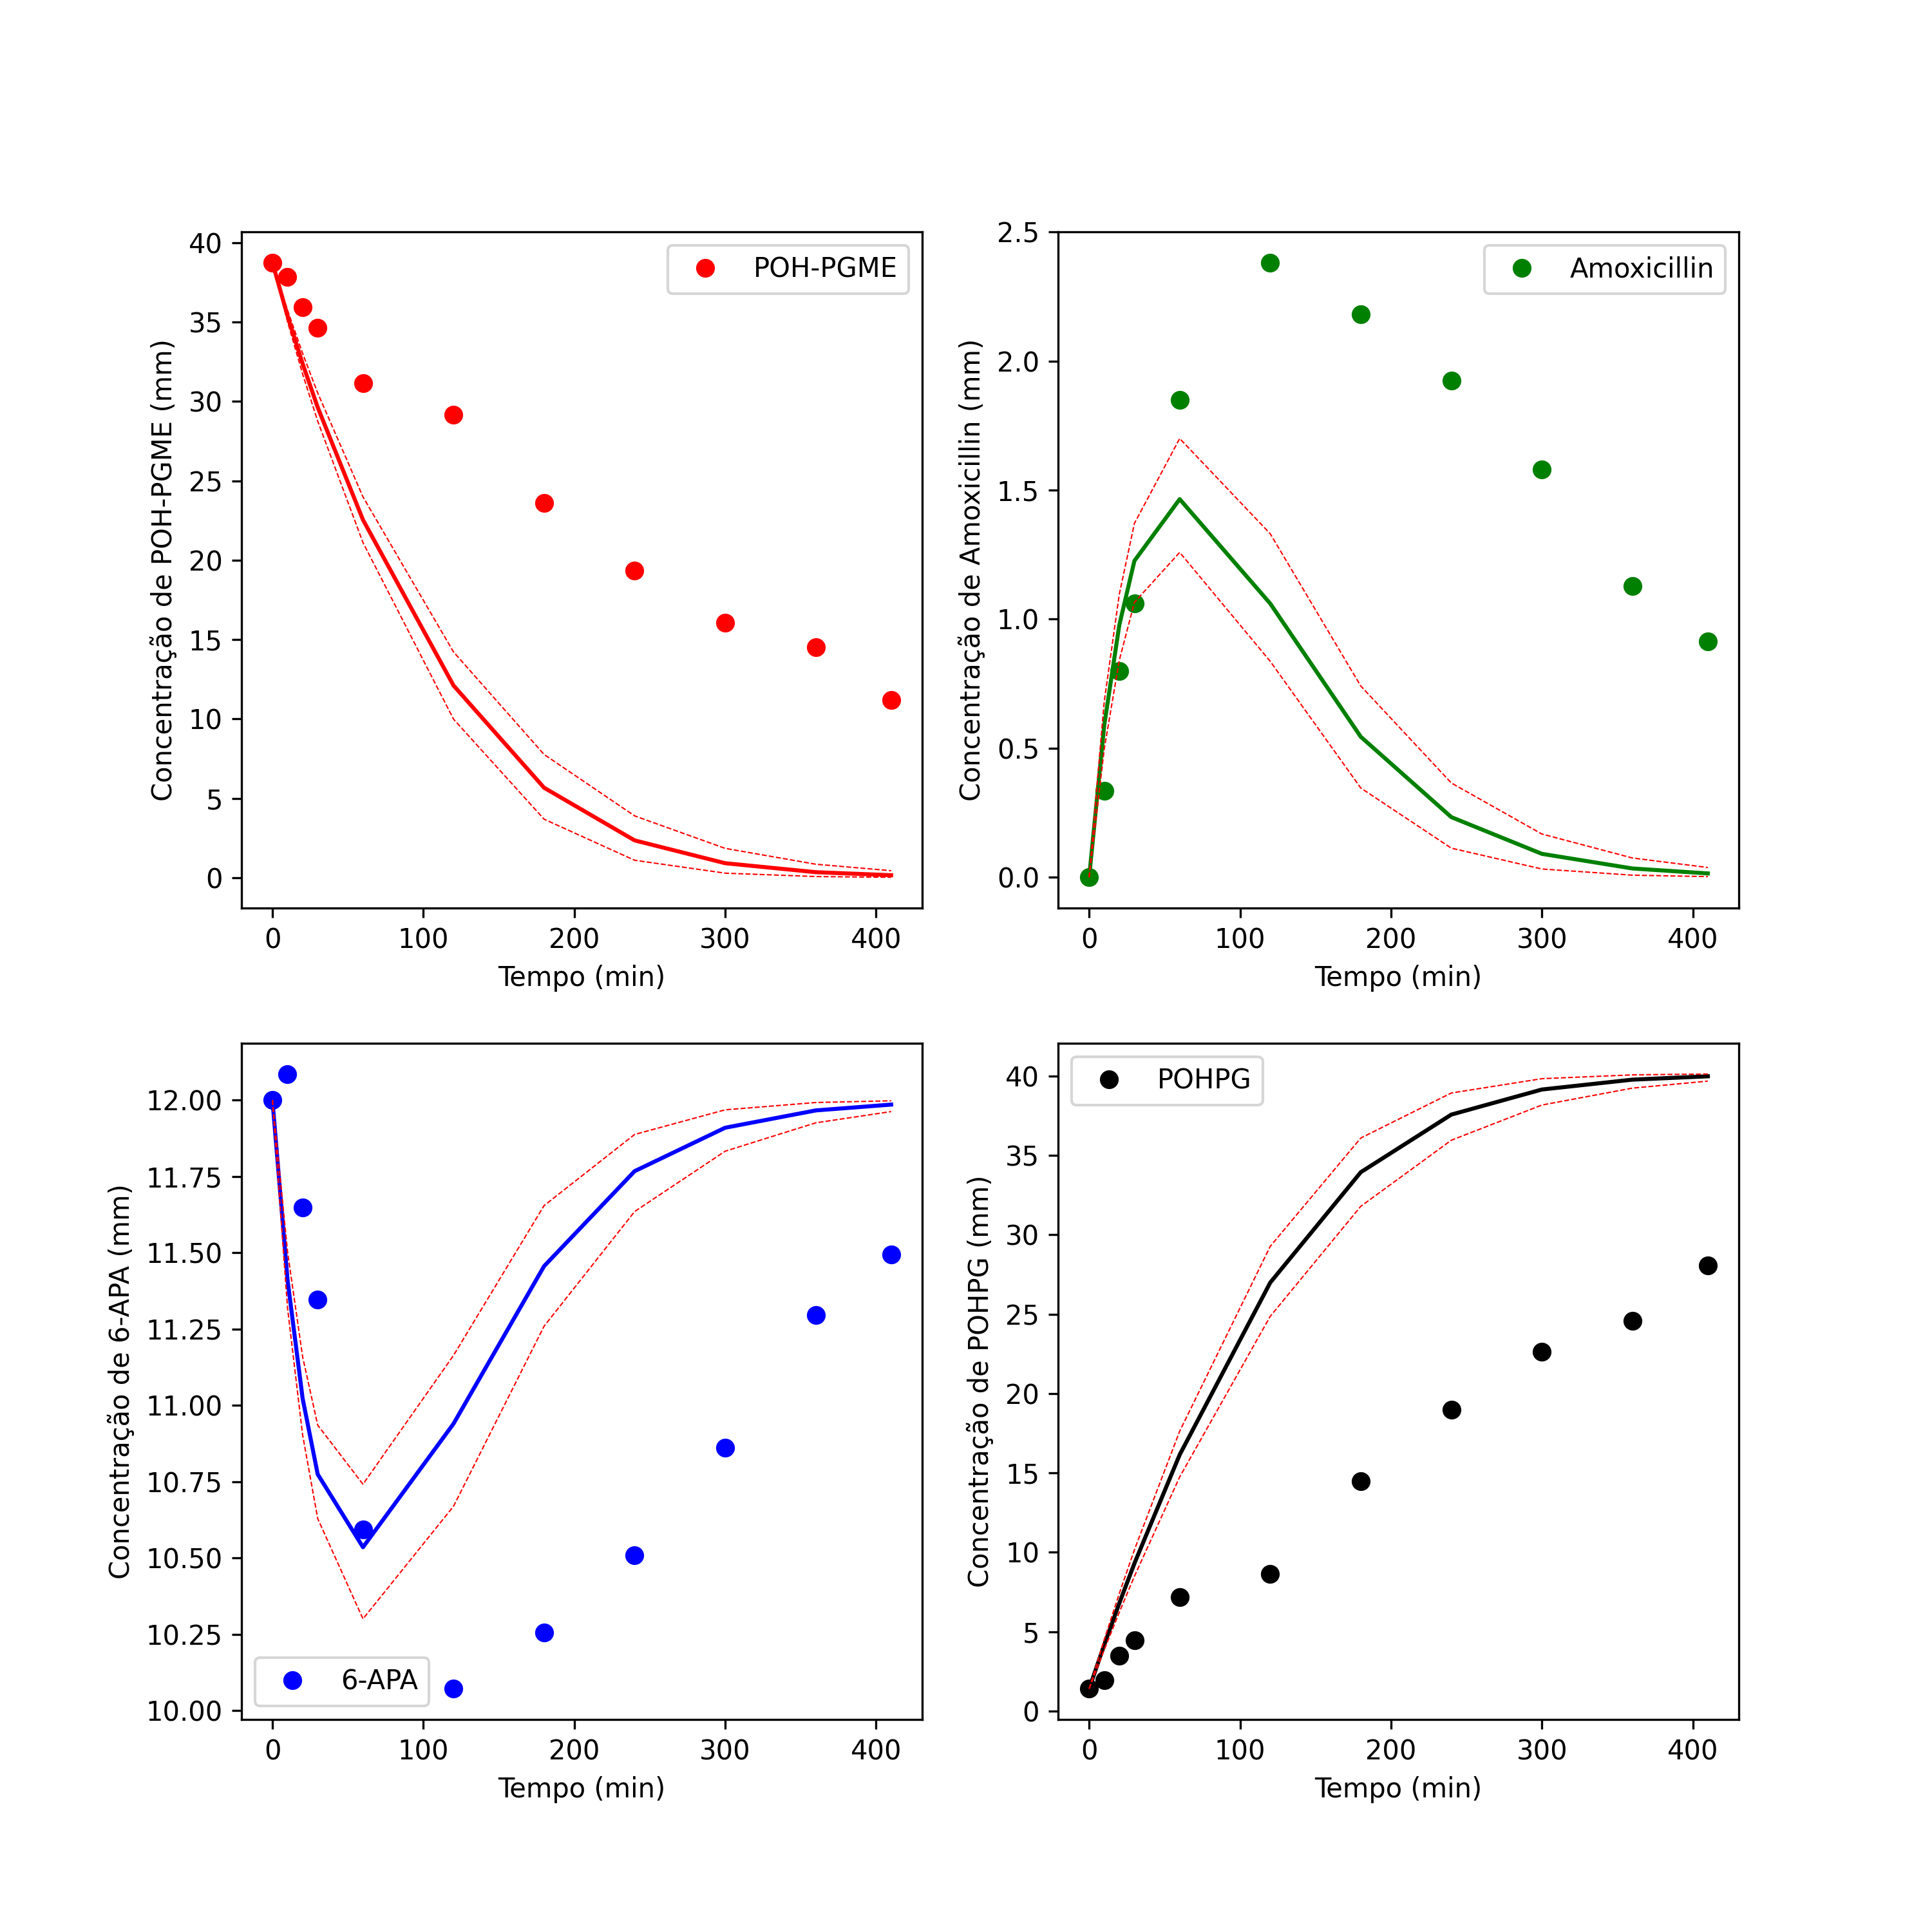 POH-PGME
Concentração de POH-PGME (mm)
40
35
30
25
20
15
10
5
0
0 100 200 300 400
Tempo (min)
Amoxicillin
Concentração de Amoxicillin (mm)
2.5
2.0
1.5
1.0
0.5
0.0
0 100 200 300 400
Tempo (min)
6-APA
Concentração de 6-APA (mm)
12.00
11.75
11.50
11.25
11.00
10.75
10.50
10.25
10.00
0 100 200 300 400
Tempo (min)
POHPG
Concentração de POHPG (mm)
40
35
30
25
20
15
10
5
0
0 100 200 300 400
Tempo (min)